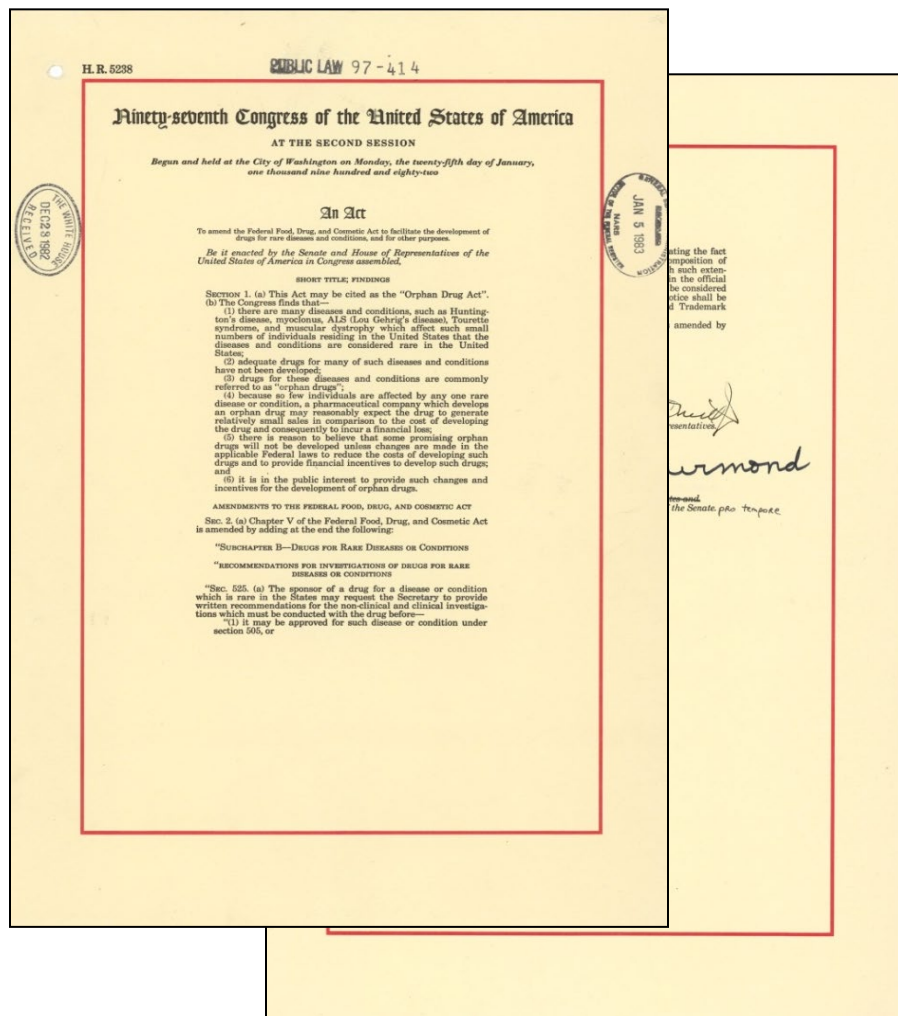 H. R. 5238
PUBLIC LAW 97-414
Ninety-seventh Congress of the United States of America
AT THE SECOND SESSION
Begun and held at the City of Washington on Monday, the twenty-fifth day of January,
one thousand nine hundred and eighty-two
An Act
To amend the Federal Food, Drug, and Cosmetic Act to facilitate the development of
drugs for rare diseases and conditions, and for other purposes.
Be it enacted by the Senate and House of Representatives of the
United States of America in Congress assembled,
SHORT TITLE; FINDINGS
SECTION 1. (a) This Act may be cited as the "Orphan Drug Act".
(b) The Congress finds that—
(1) there are many diseases and conditions, such as Hunting-
ton's disease, myoclonus, ALS (Lou Gehrig's disease), Tourette
syndrome, and muscular dystrophy which affect such small
numbers of individuals residing in the United States that the
diseases and conditions are considered rare in the United
States;
(2) adequate drugs for many of such diseases and conditions
have not been developed;
(3) drugs for these diseases and conditions are commonly
referred to as "orphan drugs";
(4) because so few individuals are affected by any one rare
disease or condition, a pharmaceutical company which develops
an orphan drug may reasonably expect the drug to generate
relatively small sales in comparison to the cost of developing
the drug and consequently to incur a financial loss;
(5) there is reason to believe that some promising orphan
drugs will not be developed unless changes are made in the
applicable Federal laws to reduce the costs of developing such
drugs and to provide financial incentives to develop such drugs;
and
(6) it is in the public interest to provide such changes and
incentives for the development of orphan drugs.
AMENDMENTS TO THE FEDERAL FOOD, DRUG, AND COSMETIC ACT
SEC. 2. (a) Chapter V of the Federal Food, Drug, and Cosmetic Act
is amended by adding at the end the following:
"SUBCHAPTER B—DRUGS FOR RARE DISEASES OR CONDITIONS
"RECOMMENDATIONS FOR INVESTIGATIONS OF DRUGS FOR RARE
DISEASES OR CONDITIONS
"SEC. 525. (a) The sponsor of a drug for a disease or condition
which is rare in the States may request the Secretary to provide
written recommendations for the non-clinical and clinical investiga-
tions which must be conducted with the drug before—
"(1) it may be approved for such disease or condition under
section 505, or
THE WHITE HOUSE
DEC 28 1982
RECEIVED
JAN 5 1983
NARS
ating the fact
omposition of
h such exten-
in the official
be considered
otice shall be
d Trademark
amended by
resentatives.
urmond
tes and
the Senate pro tempore